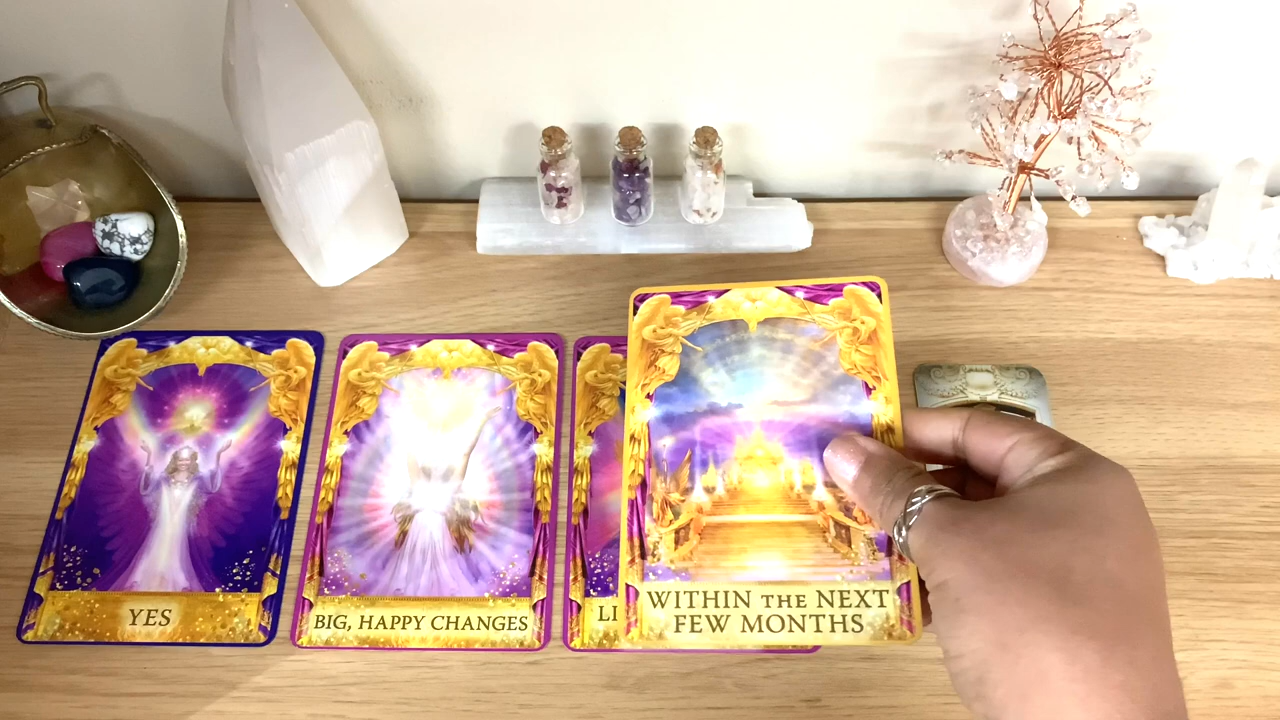 YES
BIG, HAPPY CHANGES
LI
WITHIN THE NEXT
FEW MONTHS